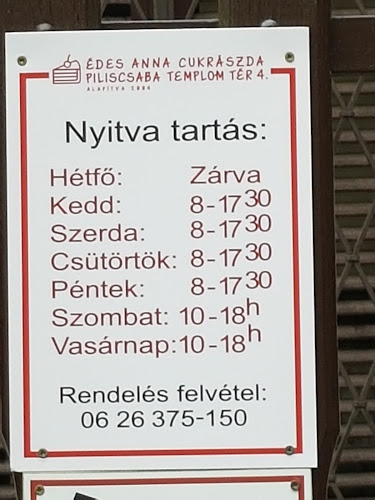 ÉDES ANNA CUKRÁSZDA
PILISCSABA TEMPLOM TÉR 4.
ALAPÍTVA 2004
Nyitva tartás:
Hétfő: Zárva
Kedd: 8-17³⁰
Szerda: 8-17³⁰
Csütörtök: 8-17³⁰
Péntek: 8-17³⁰
Szombat: 10-18ʰ
Vasárnap: 10-18ʰ
Rendelés felvétel:
06 26 375-150